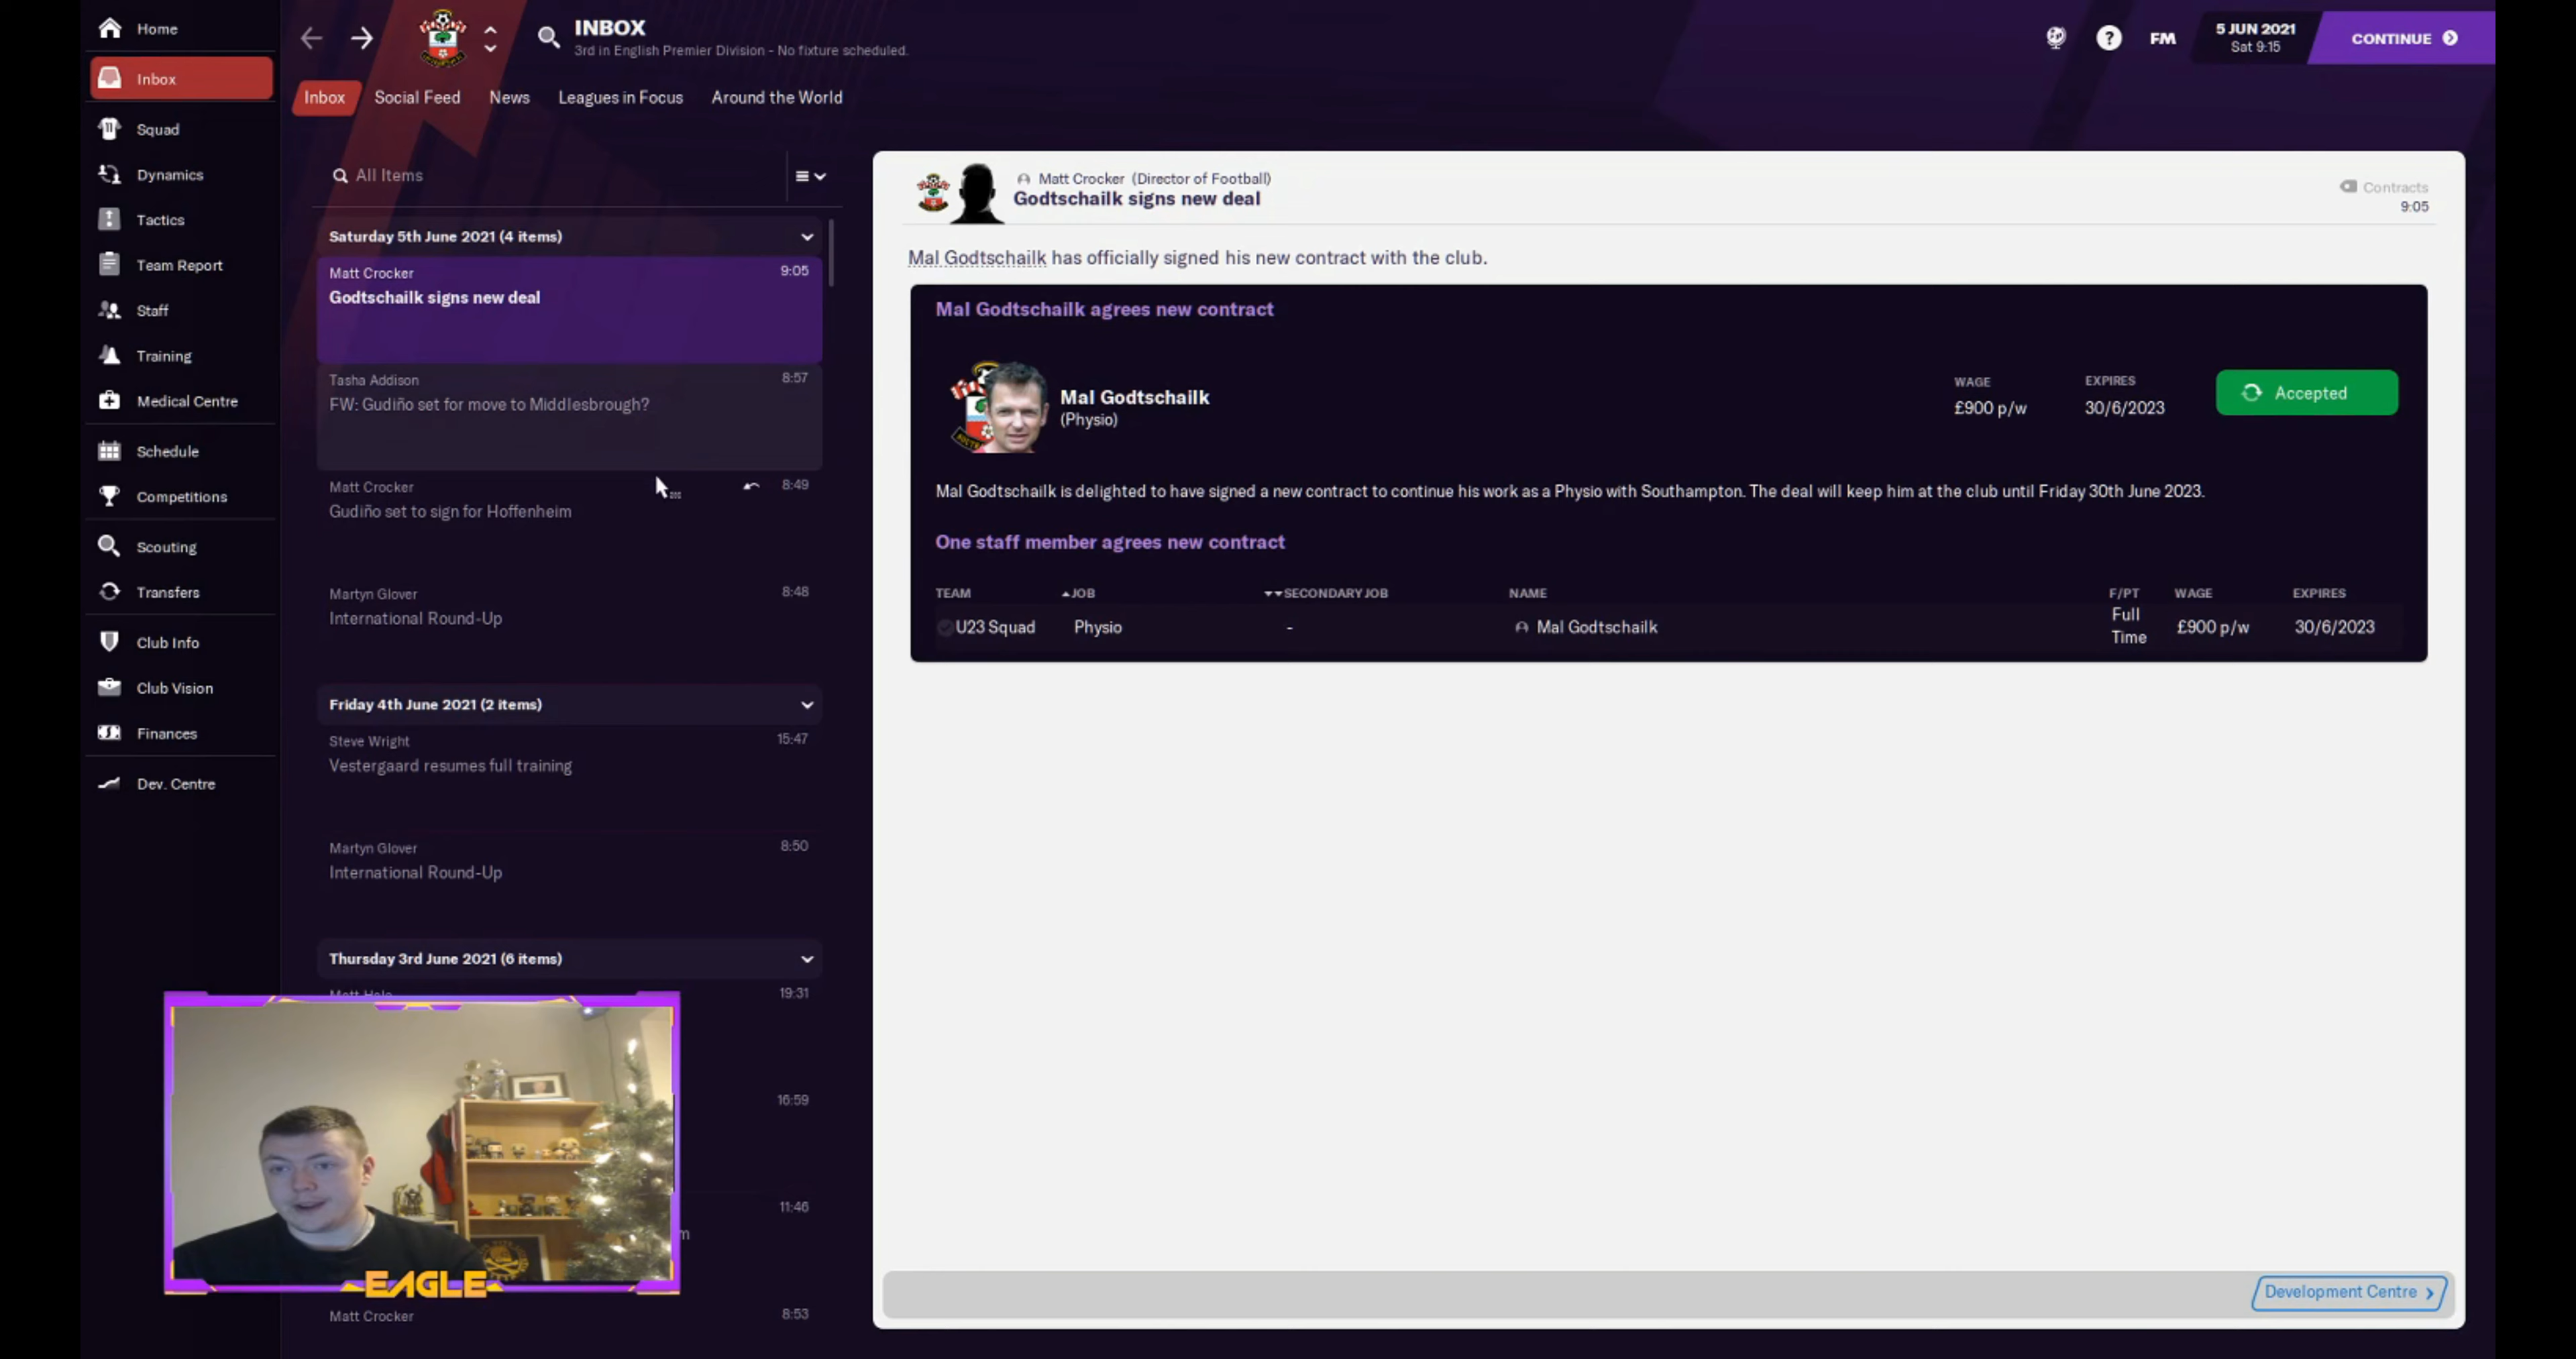 Home
Inbox
Squad
Dynamics
Tactics
Team Report
Staff
Training
Medical Centre
Schedule
Competitions
Scouting
Transfers
Club Info
Club Vision
Finances
Dev. Centre
INBOX
3rd in English Premier Division - No fixture scheduled.
FM
5 JUN 2021
Sat 9:15
CONTINUE
Inbox Social Feed News Leagues in Focus Around the World
All Items
Saturday 5th June 2021 (4 items)
Matt Crocker 9:05
Godtschailk signs new deal
Tasha Addison 8:57
FW: Gudiño set for move to Middlesbrough?
Matt Crocker 8:49
Gudiño set to sign for Hoffenheim
Martyn Glover 8:48
International Round-Up
Friday 4th June 2021 (2 items)
Steve Wright 15:47
Vestergaard resumes full training
Martyn Glover 8:50
International Round-Up
Thursday 3rd June 2021 (6 items)
19:31
16:59
11:46
m
Matt Crocker 8:53
EAGLE
Matt Crocker (Director of Football)
Godtschailk signs new deal
Contracts
9:05
Mal Godtschailk has officially signed his new contract with the club.
Mal Godtschailk agrees new contract
Mal Godtschailk
(Physio)
WAGE EXPIRES
£900 p/w 30/6/2023
Accepted
Mal Godtschailk is delighted to have signed a new contract to continue his work as a Physio with Southampton. The deal will keep him at the club until Friday 30th June 2023.
One staff member agrees new contract
TEAM JOB SECONDARY JOB NAME F/PT WAGE EXPIRES
U23 Squad Physio - Mal Godtschailk Full Time £900 p/w 30/6/2023
Development Centre